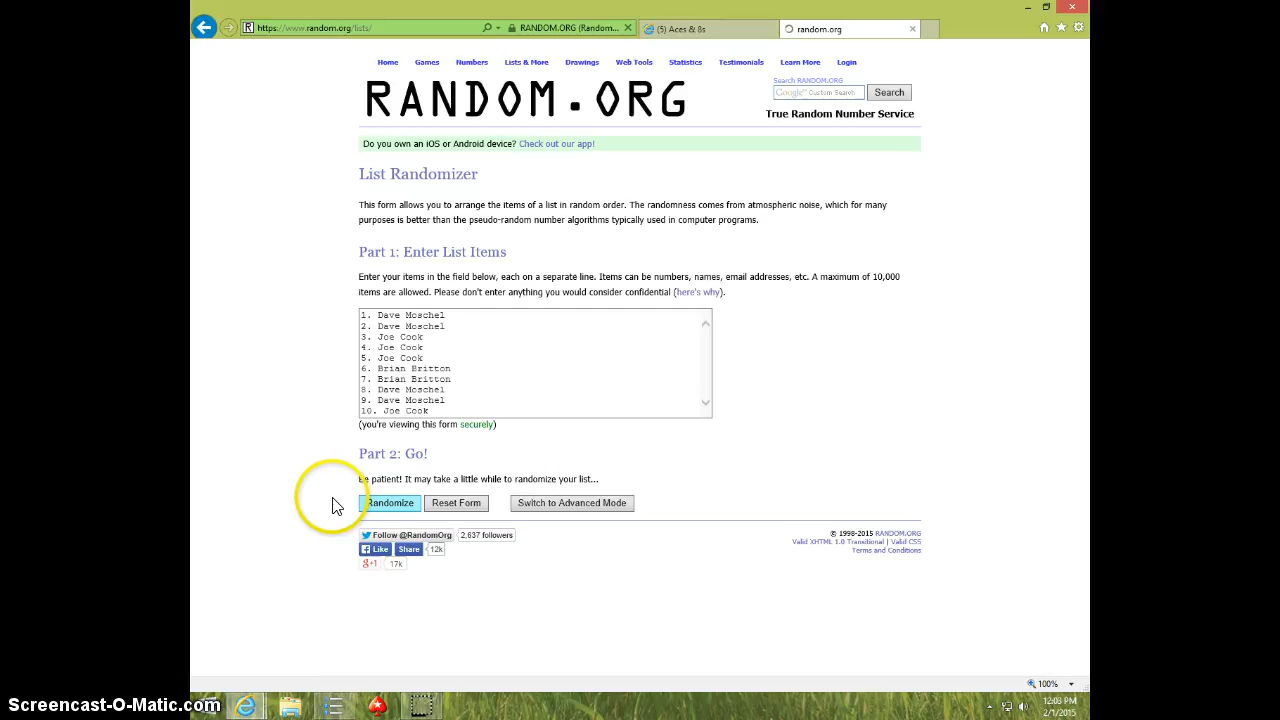 https://www.random.org/lists/
RANDOM.ORG (Random...
(5) Aces & 8s
random.org
Home Games Numbers Lists & More Drawings Web Tools Statistics Testimonials Learn More Login
RANDOM.ORG
Search RANDOM.ORG
Google Custom Search
Search
True Random Number Service
Do you own an iOS or Android device? Check out our app!
List Randomizer
This form allows you to arrange the items of a list in random order. The randomness comes from atmospheric noise, which for many
purposes is better than the pseudo-random number algorithms typically used in computer programs.
Part 1: Enter List Items
Enter your items in the field below, each on a separate line. Items can be numbers, names, email addresses, etc. A maximum of 10,000
items are allowed. Please don't enter anything you would consider confidential (here's why).
1. Dave Moschel
2. Dave Moschel
3. Joe Cook
4. Joe Cook
5. Joe Cook
6. Brian Britton
7. Brian Britton
8. Dave Moschel
9. Dave Moschel
10. Joe Cook
(you're viewing this form securely)
Part 2: Go!
Be patient! It may take a little while to randomize your list...
Randomize Reset Form Switch to Advanced Mode
Follow @RandomOrg 2,637 followers
Like Share 12k
g+1 17k
© 1998-2015 RANDOM.ORG
Valid XHTML 1.0 Transitional | Valid CSS
Terms and Conditions
100%
12:03 PM
2/1/2015
Screencast-O-Matic.com